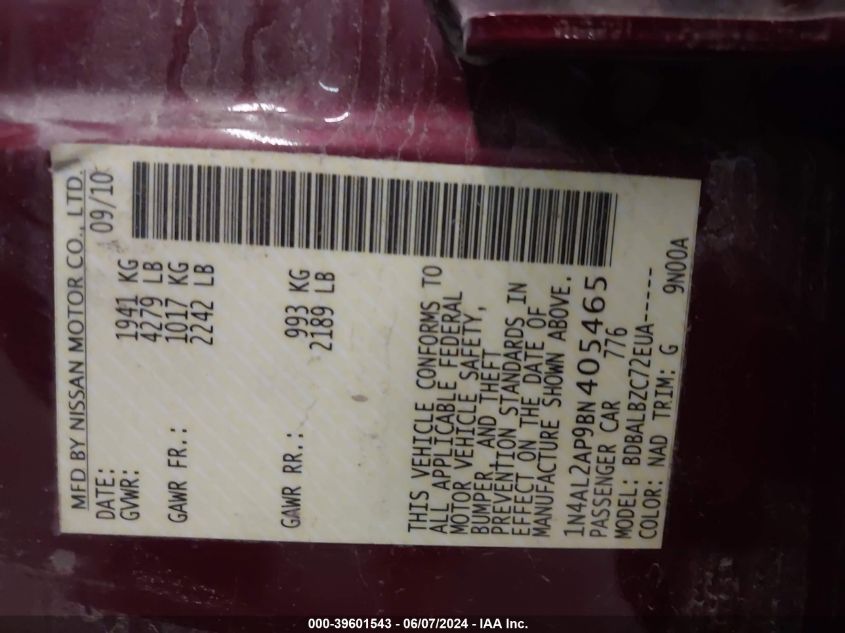 MFD BY NISSAN MOTOR CO., LTD.
DATE: 09/10
GVWR: 1941 KG
4279 LB
GAWR FR.: 1017 KG
2242 LB
GAWR RR.: 993 KG
2189 LB
THIS VEHICLE CONFORMS TO
ALL APPLICABLE FEDERAL
MOTOR VEHICLE SAFETY,
BUMPER, AND THEFT
PREVENTION STANDARDS IN
EFFECT ON THE DATE OF
MANUFACTURE SHOWN ABOVE.
1N4AL2AP9BN405465
PASSENGER CAR 776
MODEL: BDBALBZC72EUA-----
COLOR: NAD TRIM: G 9N00A
000-39601543 - 06/07/2024 - IAA Inc.